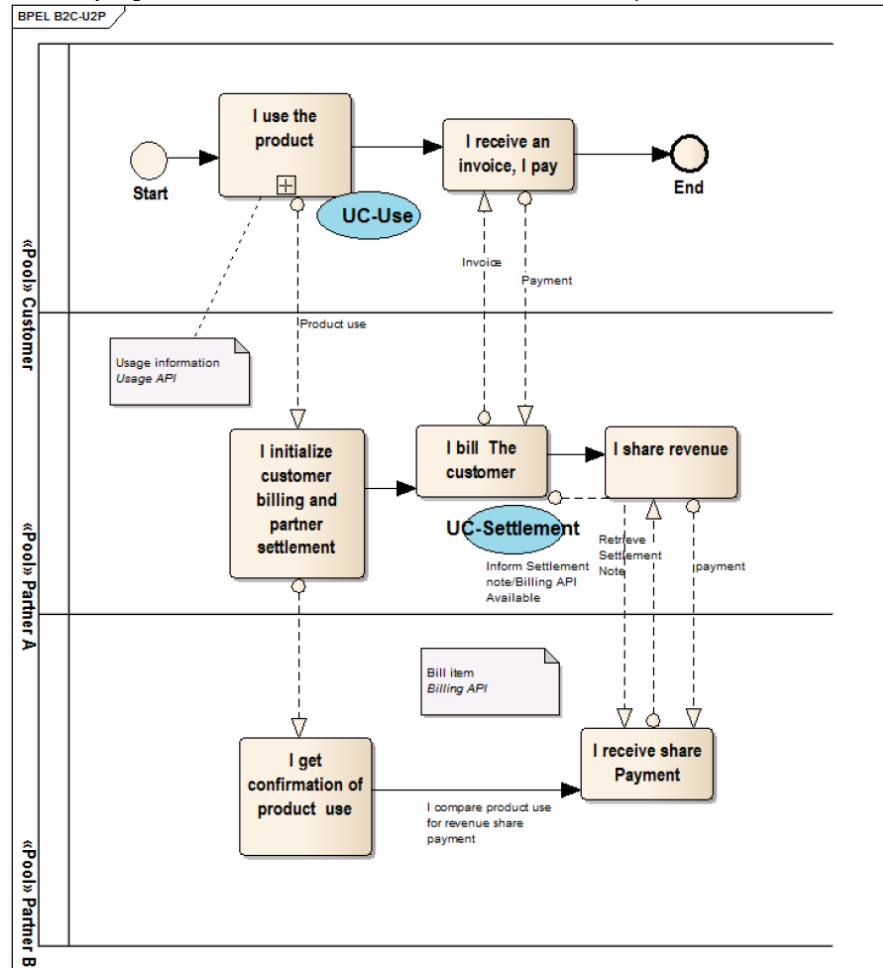 BPEL B2C-U2P
«Pool» Customer
Start
I use the
product
UC-Use
I receive an
invoice, I pay
End
Invoice
Payment
Product use
Usage information
Usage API
«Pool» Partner A
I initialize
customer
billing and
partner
settlement
I bill  The
customer
I share revenue
UC-Settlement
Inform Settlement
note/Billing API
Available
Retrieve
Settlement
Note
payment
«Pool» Partner B
Bill item
Billing API
I get
confirmation of
product  use
I compare product use
for revenue share
payment
I receive share
Payment